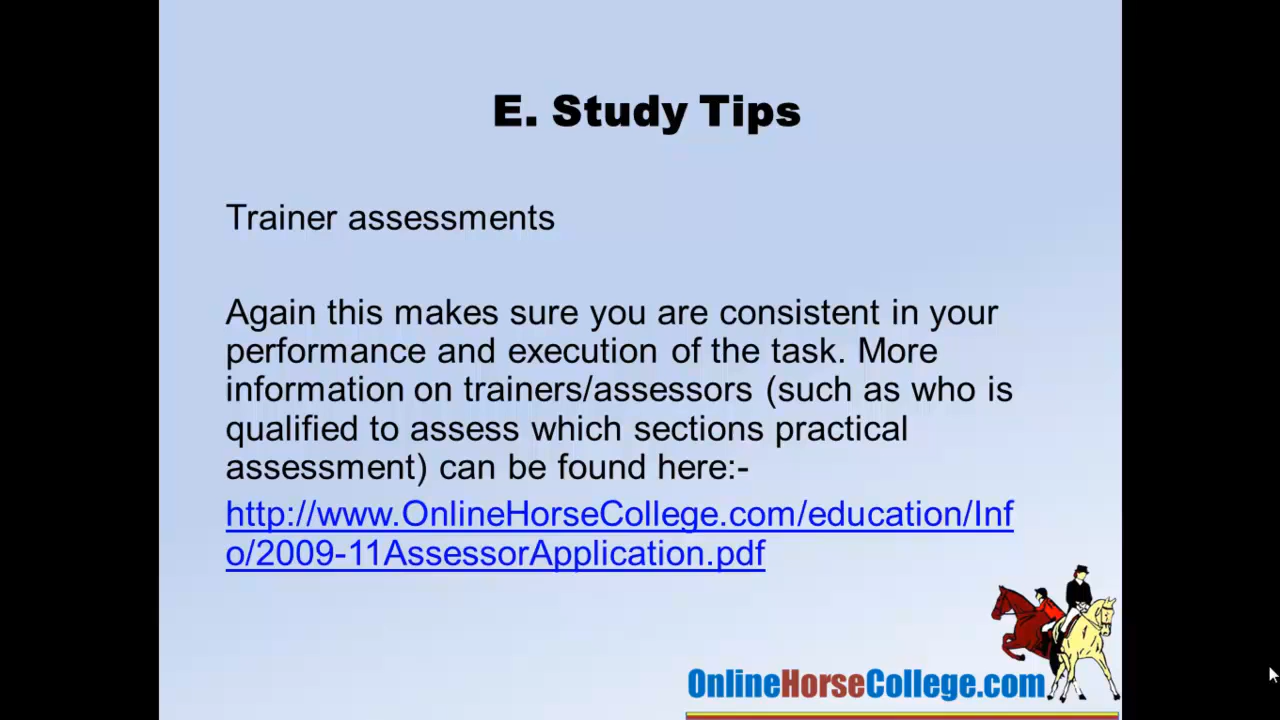 E. Study Tips
Trainer assessments
Again this makes sure you are consistent in your
performance and execution of the task. More
information on trainers/assessors (such as who is
qualified to assess which sections practical
assessment) can be found here:-
http://www.OnlineHorseCollege.com/education/Inf
o/2009-11AssessorApplication.pdf
OnlineHorseCollege.com